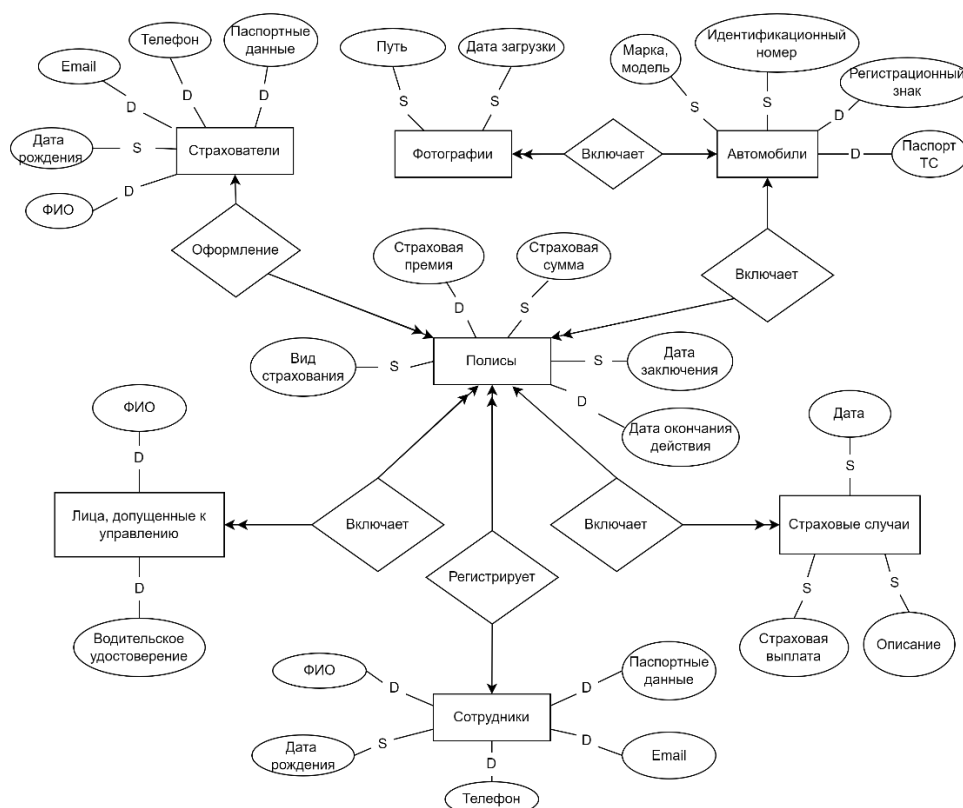 Паспортные
данные
Телефон
Email
Дата
рождения
ФИО
D
D
D
S
D
Страхователи
Путь
Дата загрузки
S
S
Фотографии
Включает
Марка,
модель
Идентификационный
номер
Регистрационный
знак
Паспорт
ТС
S
S
D
D
Автомобили
Оформление
Включает
Страховая
премия
Страховая
сумма
D
S
Вид
страхования
S
Полисы
S
Дата
заключения
D
Дата окончания
действия
ФИО
D
Лица, допущенные к
управлению
D
Водительское
удостоверение
Включает
Регистрирует
Включает
Дата
S
Страховые случаи
S
S
Страховая
выплата
Описание
ФИО
D
Паспортные
данные
D
Сотрудники
Дата
рождения
S
D
Телефон
D
Email